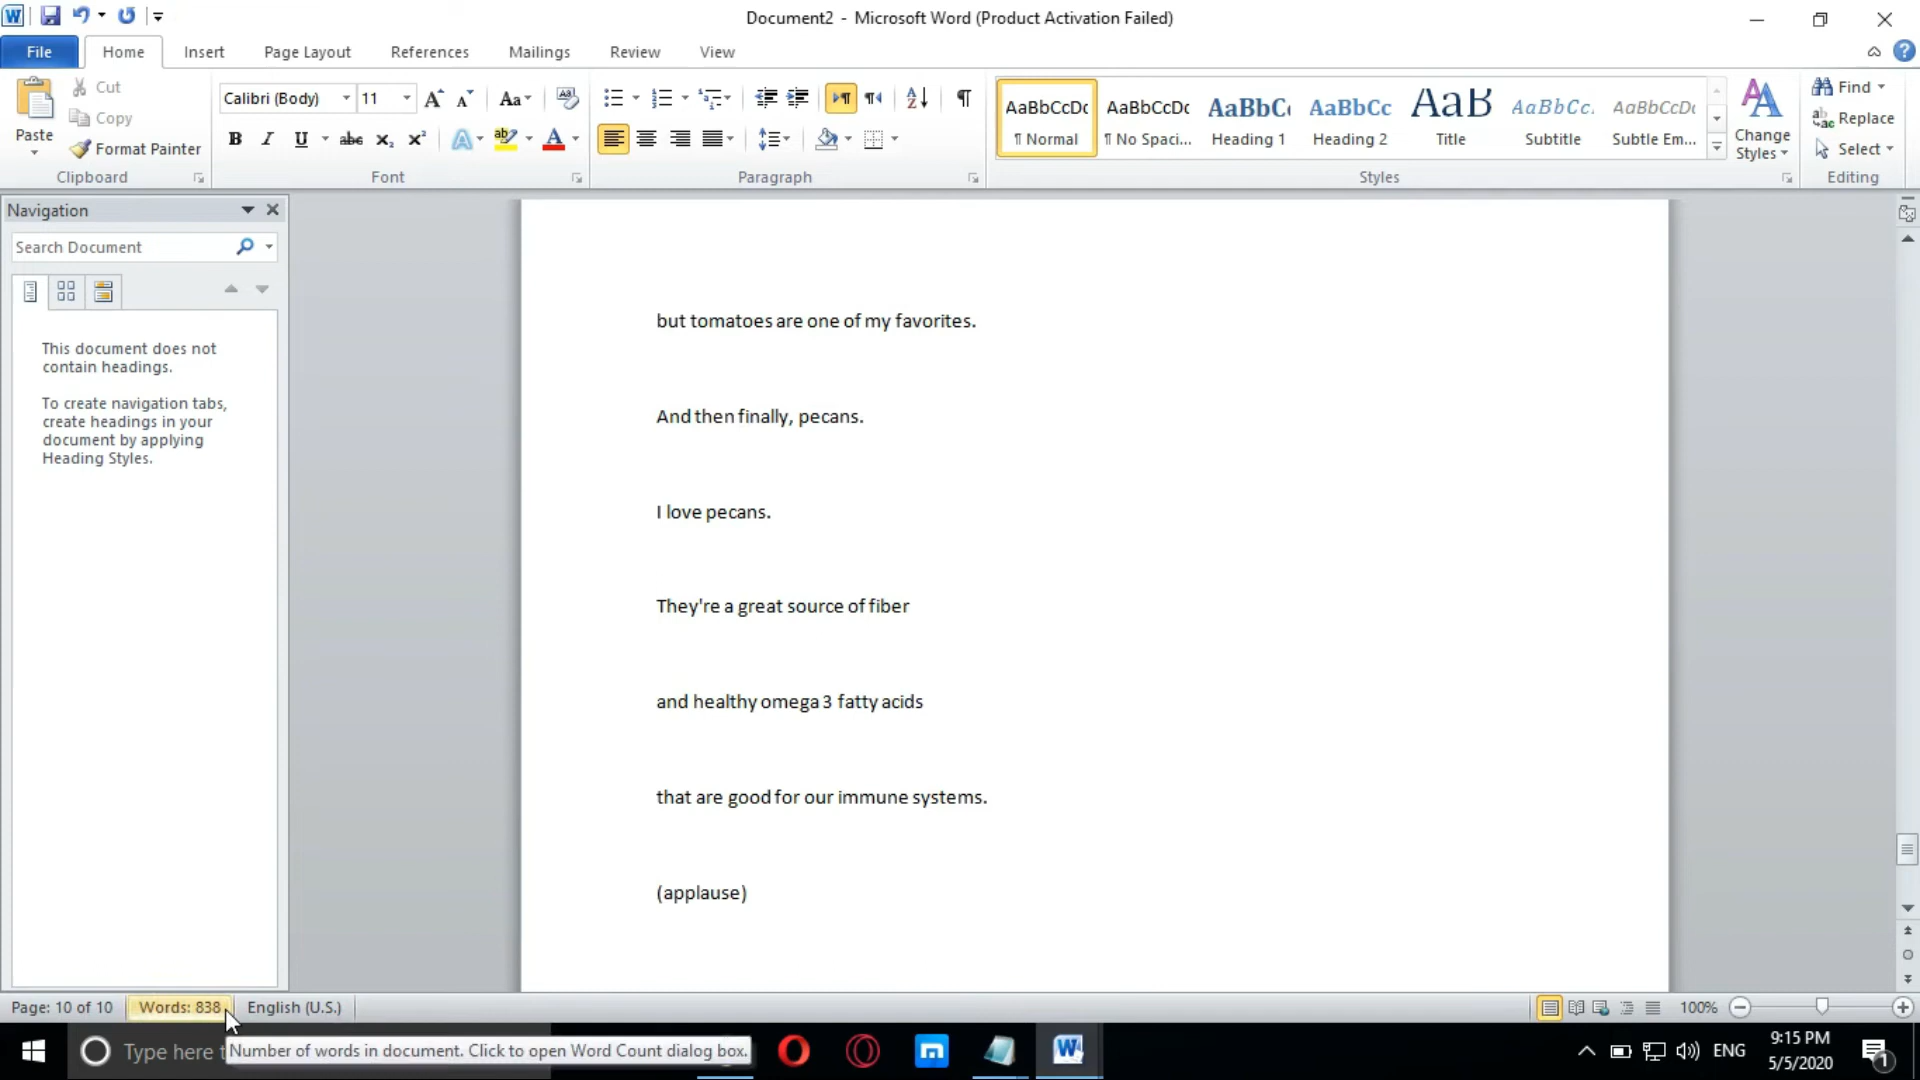 Document2 - Microsoft Word (Product Activation Failed)
File Home Insert Page Layout References Mailings Review View
Paste
Cut
Copy
Format Painter
Clipboard
Calibri (Body) 11
Font
Paragraph
AaBbCcDc AaBbCcDc AaBbC AaBbCc AaB AaBbCc. AaBbCcDc
¶ Normal ¶ No Spaci... Heading 1 Heading 2 Title Subtitle Subtle Em...
Styles
Change
Styles
Find
Replace
Select
Editing
Navigation
Search Document
This document does not
contain headings.
To create navigation tabs,
create headings in your
document by applying
Heading Styles.
but tomatoes are one of my favorites.
And then finally, pecans.
I love pecans.
They're a great source of fiber
and healthy omega 3 fatty acids
that are good for our immune systems.
(applause)
Page: 10 of 10 Words: 838 English (U.S.) 100%
Type here t
Number of words in document. Click to open Word Count dialog box.
ENG
9:15 PM
5/5/2020
1